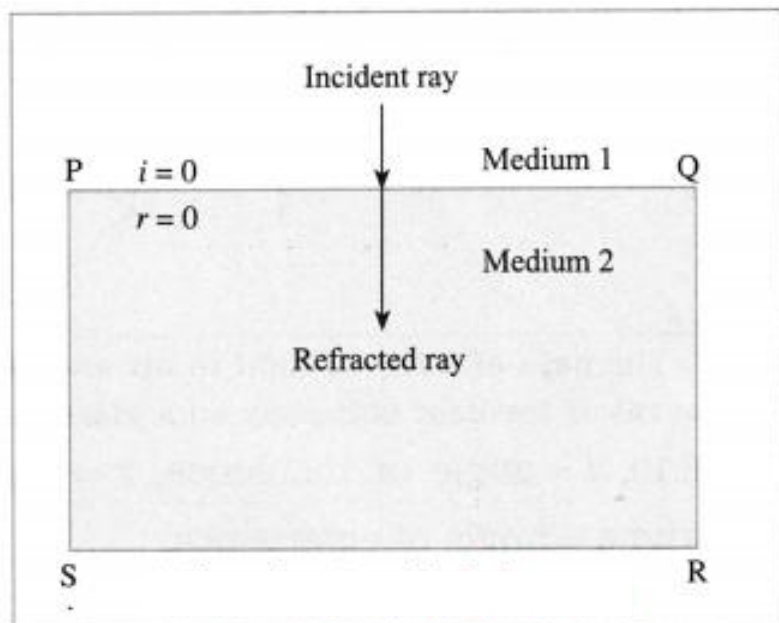 Incident ray
P i = 0 Medium 1 Q
r = 0
Medium 2
Refracted ray
S R